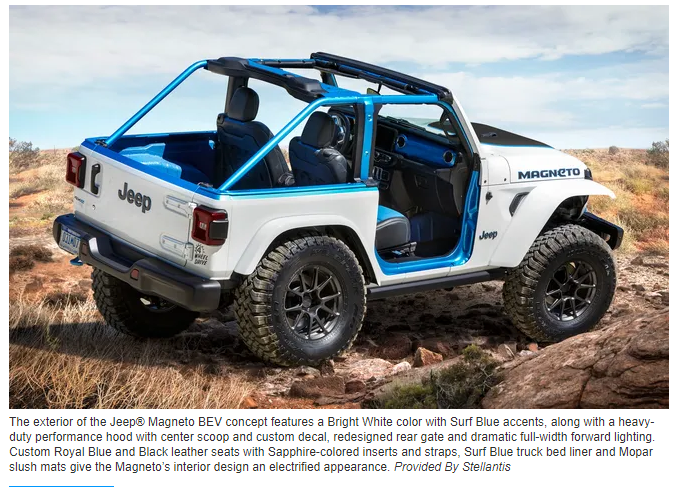 MAGNETO
Jeep
Jeep
4
WHEEL
DRIVE
The exterior of the Jeep® Magneto BEV concept features a Bright White color with Surf Blue accents, along with a heavy-
duty performance hood with center scoop and custom decal, redesigned rear gate and dramatic full-width forward lighting.
Custom Royal Blue and Black leather seats with Sapphire-colored inserts and straps, Surf Blue truck bed liner and Mopar
slush mats give the Magneto's interior design an electrified appearance. Provided By Stellantis